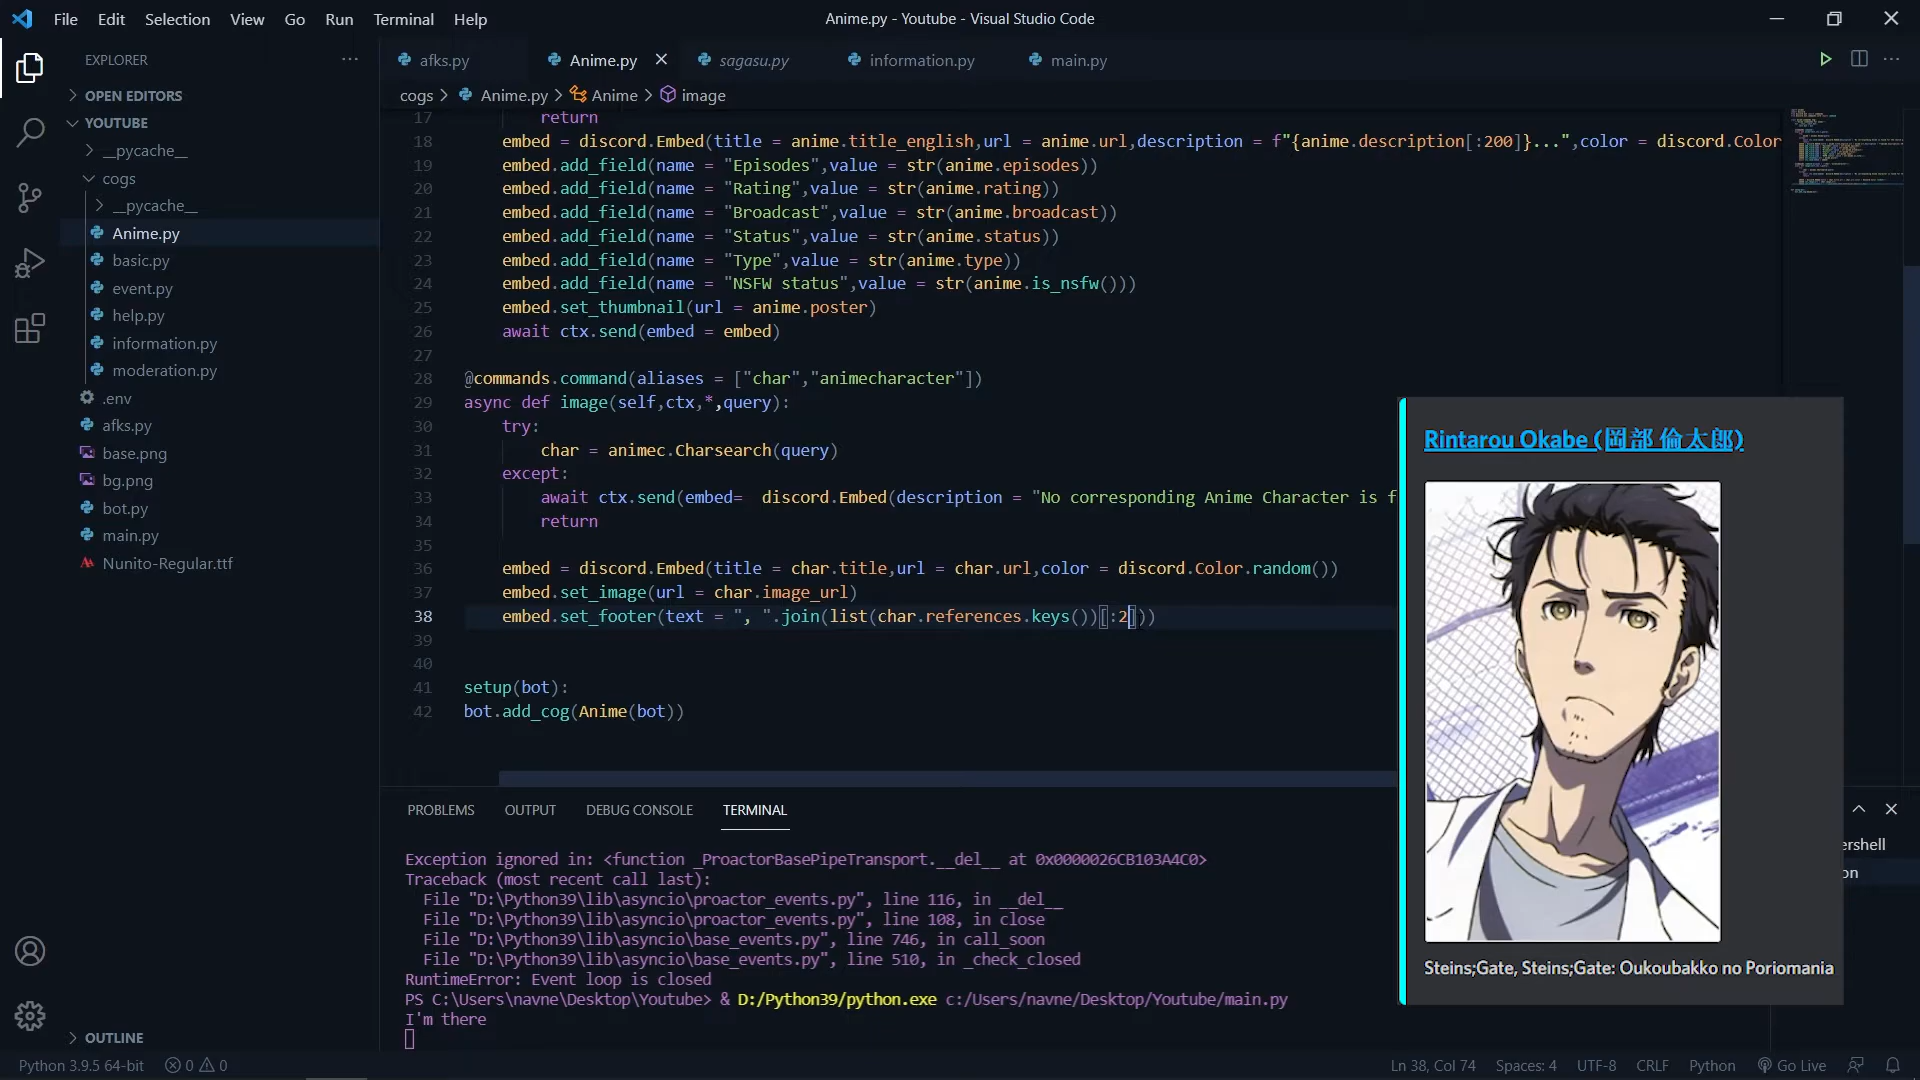 File Edit Selection View Go Run Terminal Help
Anime.py - Youtube - Visual Studio Code
EXPLORER
OPEN EDITORS
YOUTUBE
__pycache__
cogs
__pycache__
Anime.py
basic.py
event.py
help.py
information.py
moderation.py
.env
afks.py
base.png
bg.png
bot.py
main.py
Nunito-Regular.ttf
OUTLINE
afks.py Anime.py sagasu.py information.py main.py
cogs > Anime.py > Anime > image
17 return
18 embed = discord.Embed(title = anime.title_english,url = anime.url,description = f"{anime.description[:200]}...",color = discord.Color
19 embed.add_field(name = "Episodes",value = str(anime.episodes))
20 embed.add_field(name = "Rating",value = str(anime.rating))
21 embed.add_field(name = "Broadcast",value = str(anime.broadcast))
22 embed.add_field(name = "Status",value = str(anime.status))
23 embed.add_field(name = "Type",value = str(anime.type))
24 embed.add_field(name = "NSFW status",value = str(anime.is_nsfw()))
25 embed.set_thumbnail(url = anime.poster)
26 await ctx.send(embed = embed)
27
28 @commands.command(aliases = ["char","animecharacter"])
29 async def image(self,ctx,*,query):
30 try:
31 char = animec.Charsearch(query)
32 except:
33 await ctx.send(embed=  discord.Embed(description = "No corresponding Anime Character is f
34 return
35
36 embed = discord.Embed(title = char.title,url = char.url,color = discord.Color.random())
37 embed.set_image(url = char.image_url)
38 embed.set_footer(text = ", ".join(list(char.references.keys())[:2]))
39
40
41 setup(bot):
42 bot.add_cog(Anime(bot))
Rintarou Okabe (岡部 倫太郎)
Steins;Gate, Steins;Gate: Oukoubakko no Poriomania
PROBLEMS OUTPUT DEBUG CONSOLE TERMINAL
ershell
on
Exception ignored in: <function _ProactorBasePipeTransport.__del__ at 0x0000026CB103A4C0>
Traceback (most recent call last):
File "D:\Python39\lib\asyncio\proactor_events.py", line 116, in __del__
File "D:\Python39\lib\asyncio\proactor_events.py", line 108, in close
File "D:\Python39\lib\asyncio\base_events.py", line 746, in call_soon
File "D:\Python39\lib\asyncio\base_events.py", line 510, in _check_closed
RuntimeError: Event loop is closed
PS C:\Users\navne\Desktop\Youtube> & D:/Python39/python.exe c:/Users/navne/Desktop/Youtube/main.py
I'm there
Python 3.9.5 64-bit 0 0 Ln 38, Col 74 Spaces: 4 UTF-8 CRLF Python Go Live